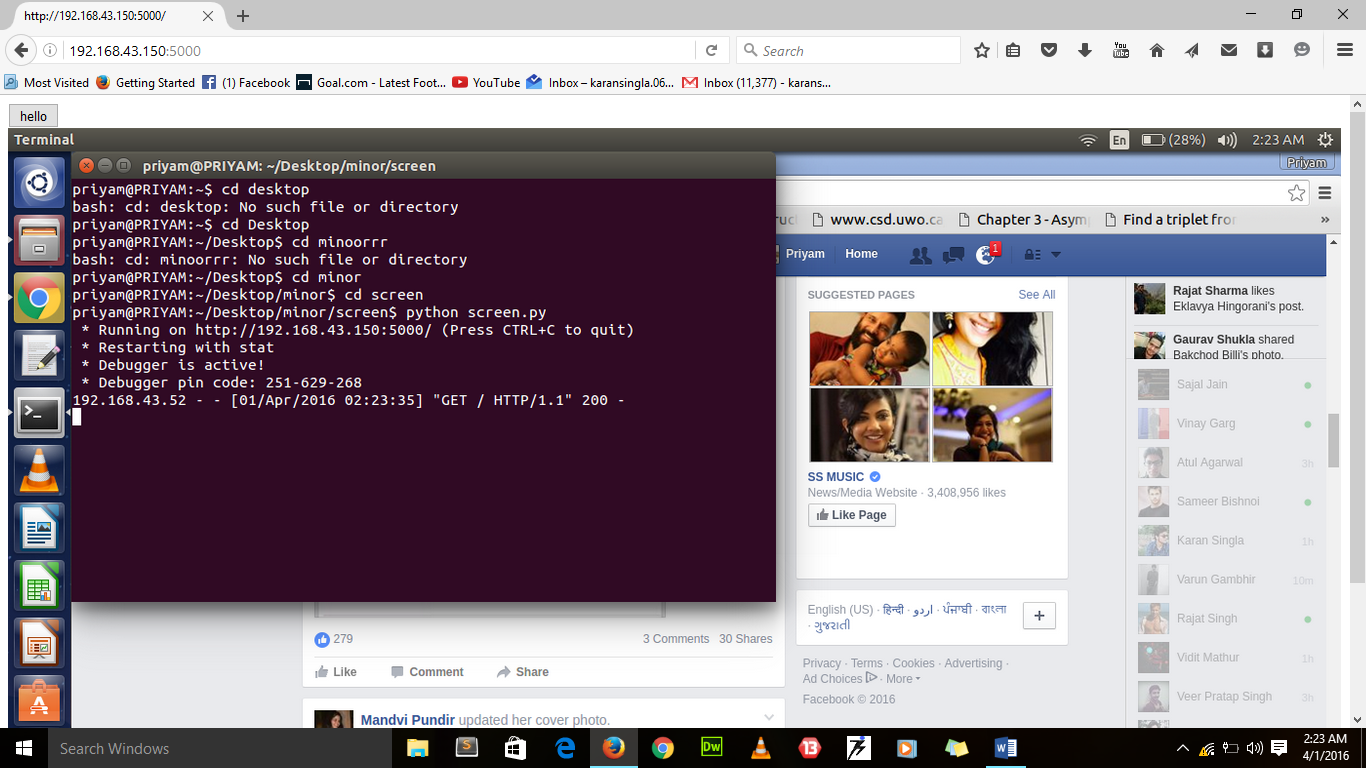 http://192.168.43.150:5000/
192.168.43.150:5000
Search
Most Visited
Getting Started
(1) Facebook
Goal.com - Latest Foot...
YouTube
Inbox – karansingla.06...
Inbox (11,377) - karans...
hello
Terminal
En
(28%)
2:23 AM
priyam@PRIYAM: ~/Desktop/minor/screen
Priyam
priyam@PRIYAM:~$ cd desktop
bash: cd: desktop: No such file or directory
priyam@PRIYAM:~$ cd Desktop
priyam@PRIYAM:~/Desktop$ cd minoorrr
bash: cd: minoorrr: No such file or directory
priyam@PRIYAM:~/Desktop$ cd minor
priyam@PRIYAM:~/Desktop/minor$ cd screen
priyam@PRIYAM:~/Desktop/minor/screen$ python screen.py
* Running on http://192.168.43.150:5000/ (Press CTRL+C to quit)
* Restarting with stat
* Debugger is active!
* Debugger pin code: 251-629-268
192.168.43.52 - - [01/Apr/2016 02:23:35] "GET / HTTP/1.1" 200 -
www.csd.uwo.ca
Chapter 3 - Asym
Find a triplet fro
»
Priyam
Home
1
SUGGESTED PAGES
See All
SS MUSIC
News/Media Website · 3,408,956 likes
Like Page
English (US) · हिन्दी · اردو · ਪੰਜਾਬੀ · বাংলা
· ગુજરાતી
+
Privacy · Terms · Cookies · Advertising ·
Ad Choices · More
Facebook © 2016
Rajat Sharma likes
Eklavya Hingorani's post.
Gaurav Shukla shared
Bakchod Billi's photo.
Sajal Jain
Vinay Garg
Atul Agarwal 3h
Sameer Bishnoi
Karan Singla 1h
Varun Gambhir 10m
Rajat Singh
Vidit Mathur 1h
Veer Pratap Singh 3h
279
3 Comments 30 Shares
Like Comment Share
Mandvi Pundir updated her cover photo.
Search Windows
S
Dw
13
2:23 AM
4/1/2016